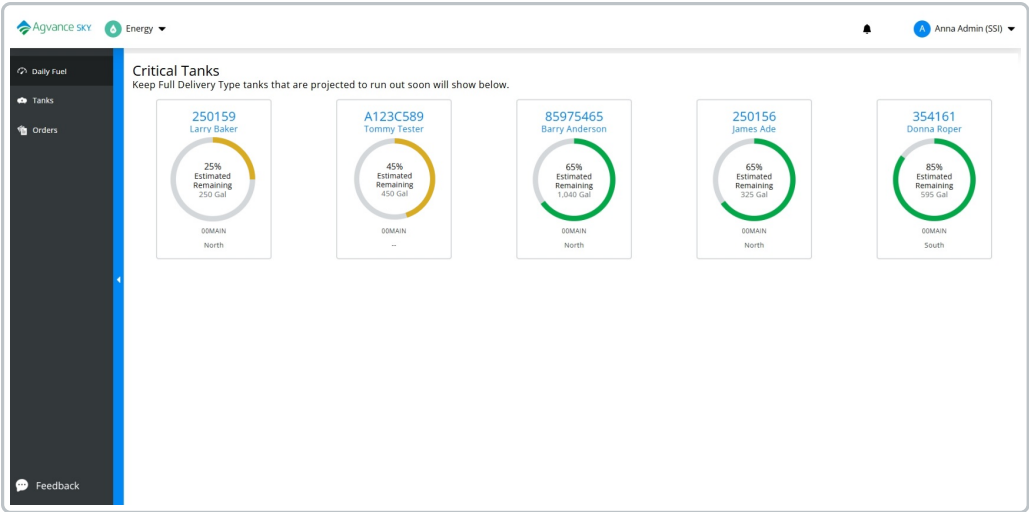 Agvance SKY
Energy
A
Anna Admin (SSI)
Daily Fuel
Tanks
Orders
Feedback
Critical Tanks
Keep Full Delivery Type tanks that are projected to run out soon will show below.
250159
Larry Baker
25%
Estimated
Remaining
250 Gal
00MAIN
North
A123C589
Tommy Tester
45%
Estimated
Remaining
450 Gal
00MAIN
--
85975465
Barry Anderson
65%
Estimated
Remaining
1,040 Gal
00MAIN
North
250156
James Ade
65%
Estimated
Remaining
325 Gal
00MAIN
North
354161
Donna Roper
85%
Estimated
Remaining
595 Gal
00MAIN
South